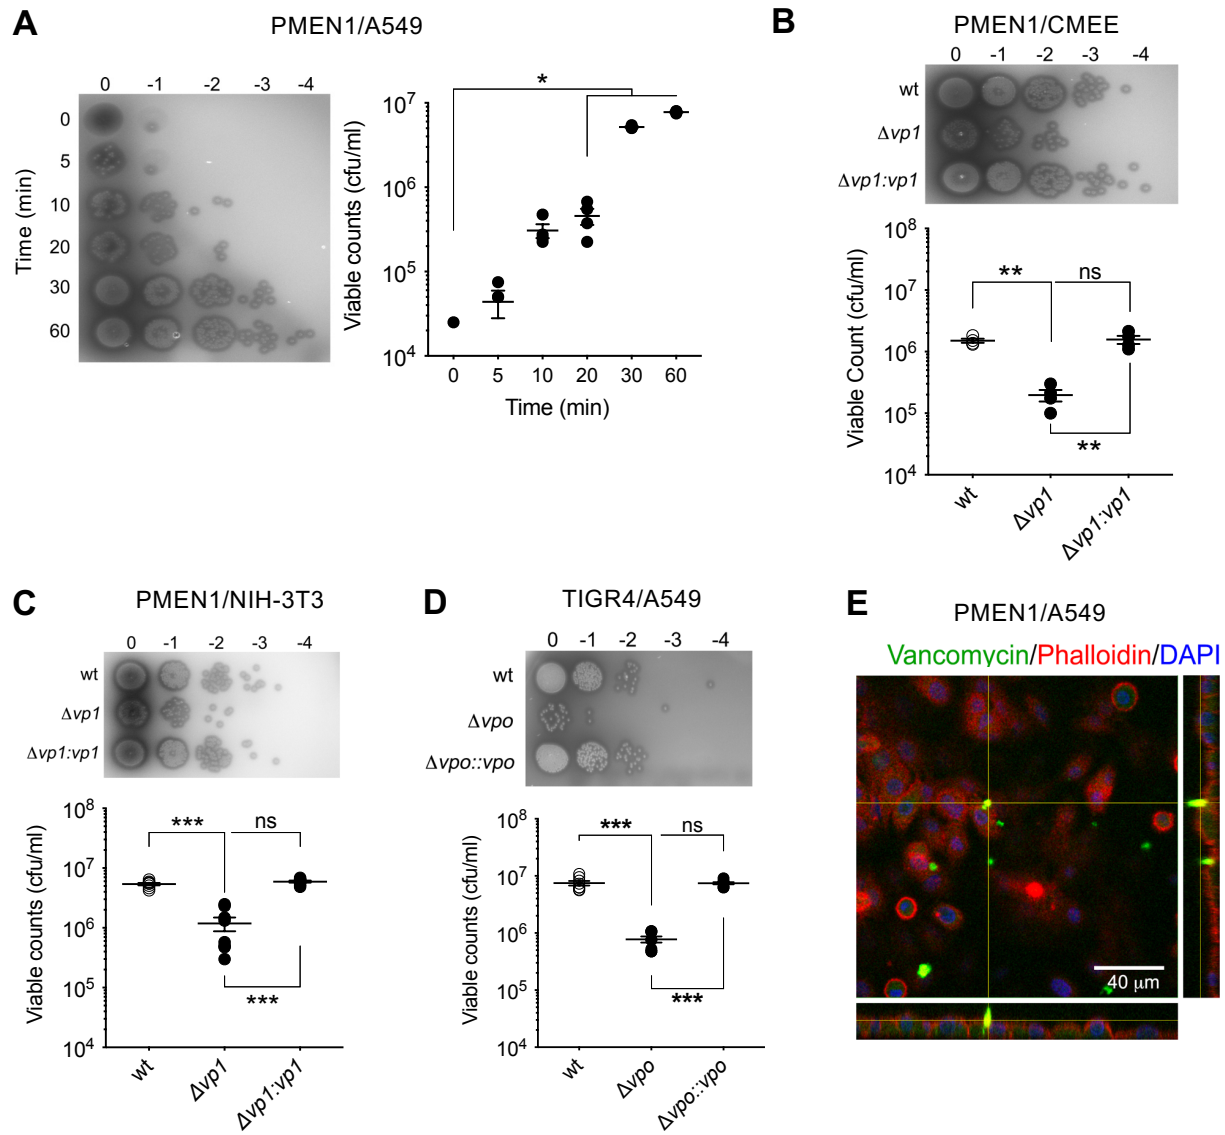 A
PMEN1/A549
0 -1 -2 -3 -4
Time (min)
0
5
10
20
30
60
*
Viable counts (cfu/ml)
10⁷
10⁶
10⁵
10⁴
0 5 10 20 30 60
Time (min)
B
PMEN1/CMEE
0 -1 -2 -3 -4
wt
Δvp1
Δvp1:vp1
Viable Count (cfu/ml)
10⁸
10⁷
10⁶
10⁵
10⁴
** ns
**
wt Δvp1 Δvp1:vp1
C
PMEN1/NIH-3T3
0 -1 -2 -3 -4
wt
Δvp1
Δvp1:vp1
Viable counts (cfu/ml)
10⁸
10⁷
10⁶
10⁵
10⁴
*** ns
***
wt Δvp1 Δvp1:vp1
D
TIGR4/A549
0 -1 -2 -3 -4
wt
Δvpo
Δvpo::vpo
Viable counts (cfu/ml)
10⁸
10⁷
10⁶
10⁵
10⁴
*** ns
***
wt Δvpo Δvpo::vpo
E
PMEN1/A549
Vancomycin/Phalloidin/DAPI
40 μm